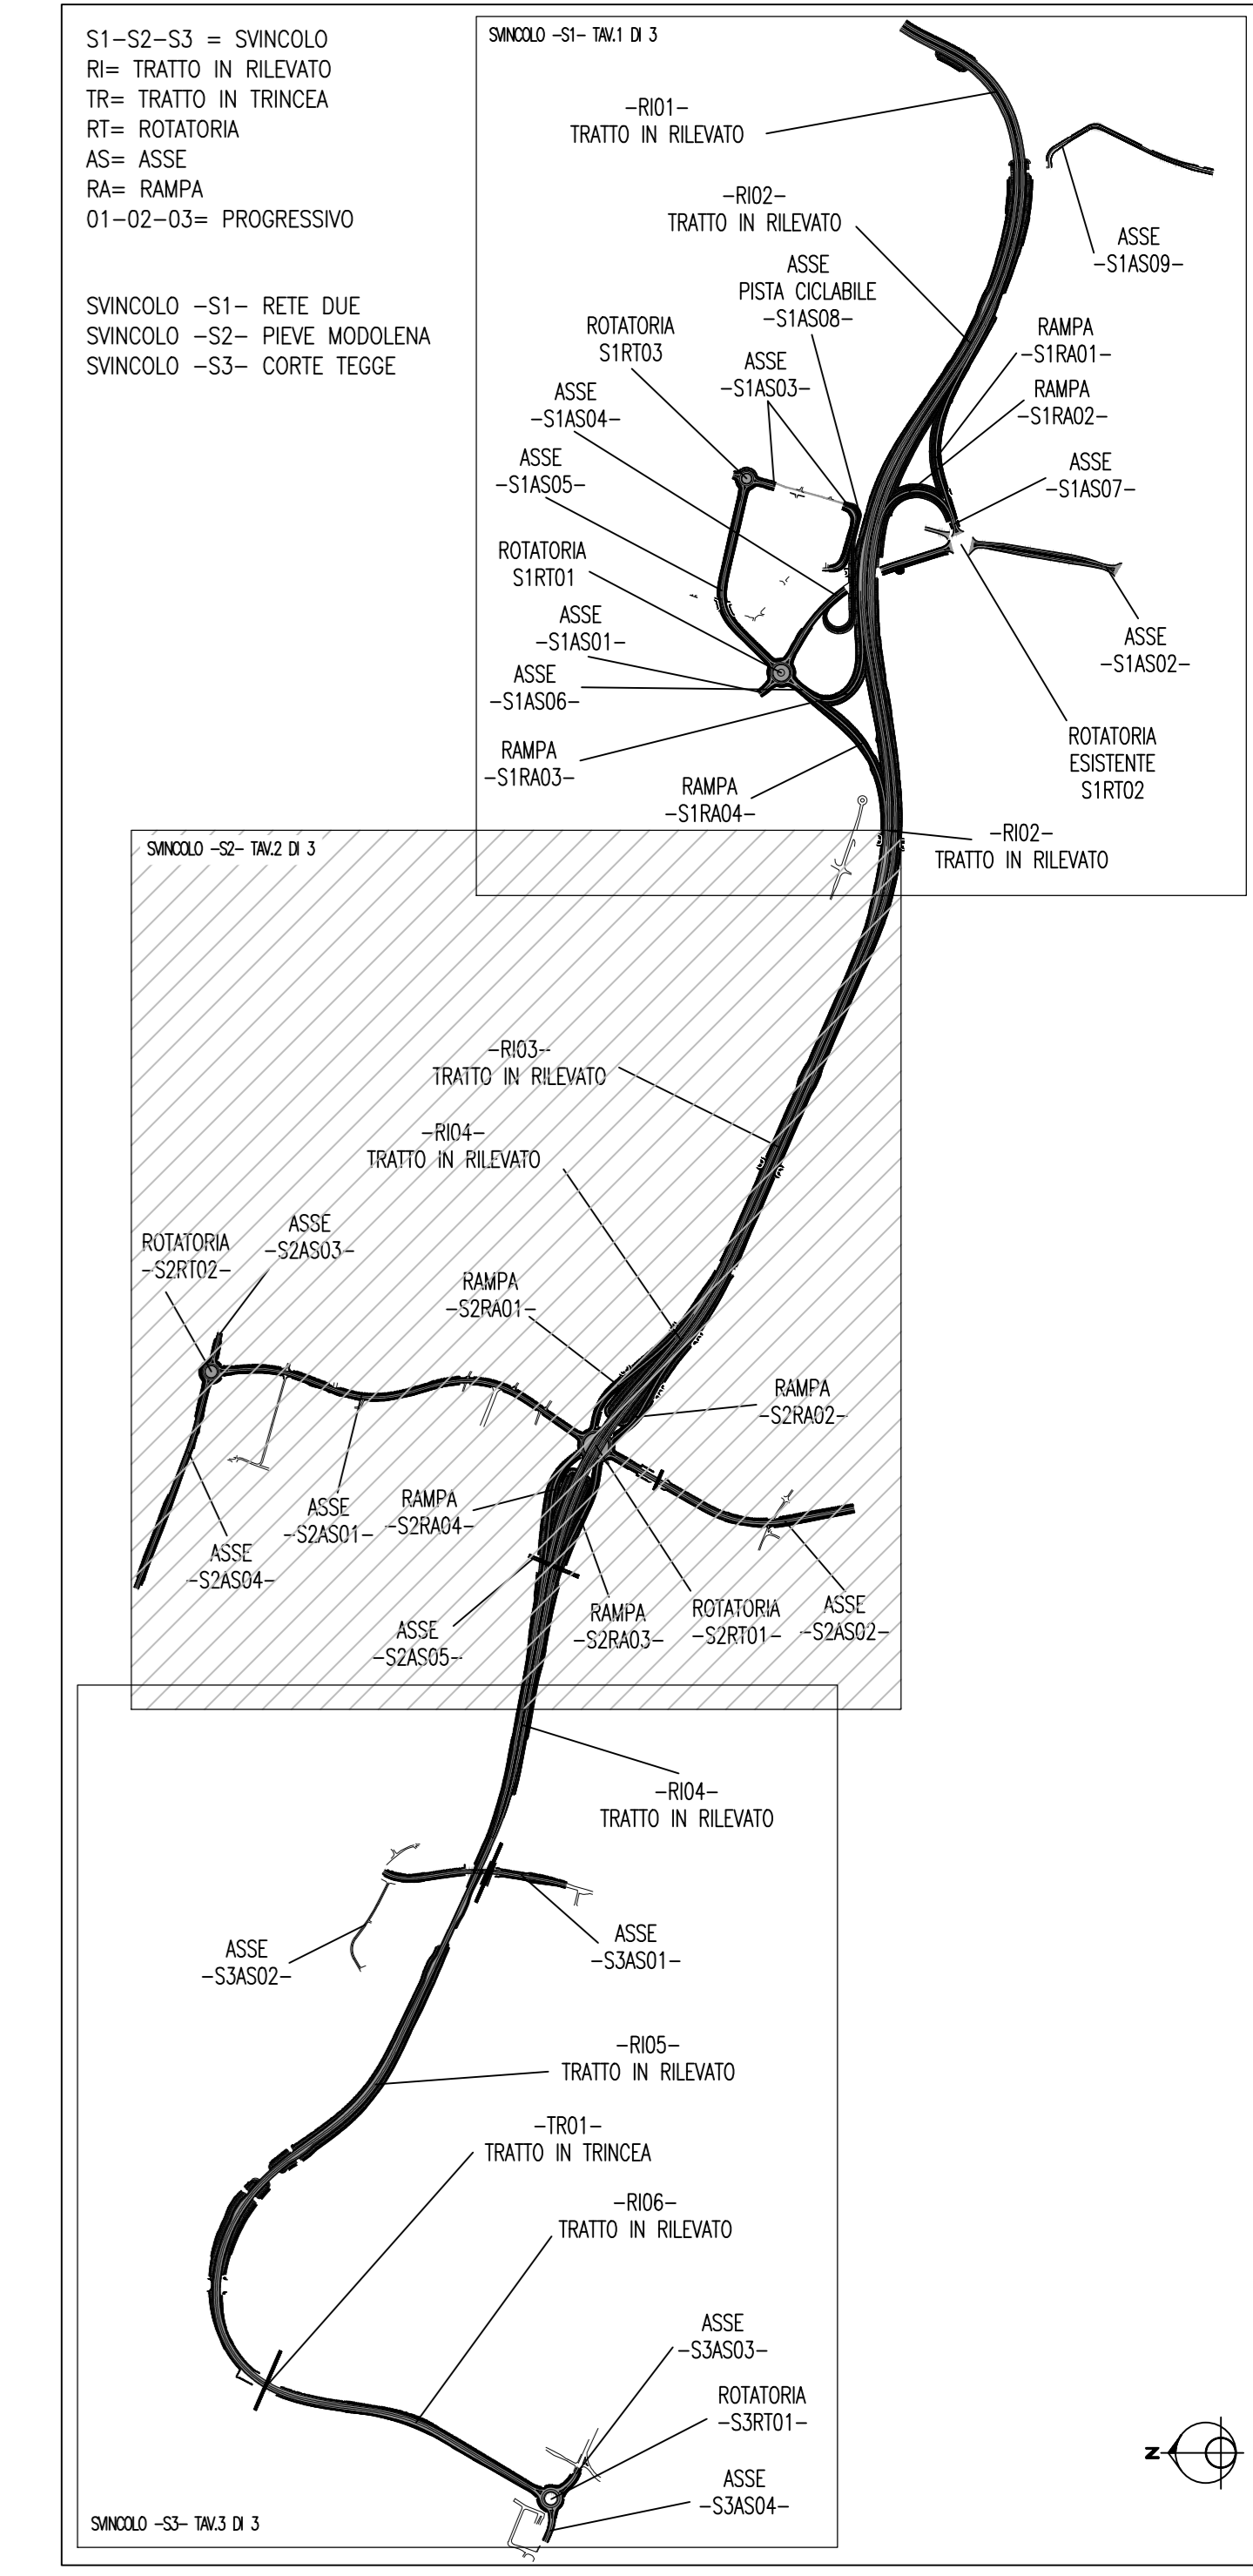 S1-S2-S3 = SVINCOLO
RI= TRATTO IN RILEVATO
TR= TRATTO IN TRINCEA
RT= ROTATORIA
AS= ASSE
RA= RAMPA
01-02-03= PROGRESSIVO
SVINCOLO -S1- RETE DUE
SVINCOLO -S2- PIEVE MODOLENA
SVINCOLO -S3- CORTE TEGGE
SVINCOLO -S1- TAV.1 DI 3
-RI01-
TRATTO IN RILEVATO
-RI02-
TRATTO IN RILEVATO
ASSE
-S1AS09-
ASSE
PISTA CICLABILE
-S1AS08-
ROTATORIA
S1RT03
RAMPA
-S1RA01-
ASSE
-S1AS03-
RAMPA
-S1RA02-
ASSE
-S1AS04-
ASSE
-S1AS05-
ASSE
-S1AS07-
ROTATORIA
S1RT01
ASSE
-S1AS01-
ASSE
-S1AS02-
ASSE
-S1AS06-
RAMPA
-S1RA03-
ROTATORIA
ESISTENTE
S1RT02
RAMPA
-S1RA04-
-RI02-
TRATTO IN RILEVATO
SVINCOLO -S2- TAV.2 DI 3
-RI03-
TRATTO IN RILEVATO
-RI04-
TRATTO IN RILEVATO
ASSE
-S2AS03-
ROTATORIA
-S2RT02-
RAMPA
-S2RA01-
RAMPA
-S2RA02-
ASSE
-S2AS01-
RAMPA
-S2RA04-
ASSE
-S2AS04-
RAMPA
-S2RA03-
ROTATORIA
-S2RT01-
ASSE
-S2AS02-
ASSE
-S2AS05-
-RI04-
TRATTO IN RILEVATO
ASSE
-S3AS01-
ASSE
-S3AS02-
-RI05-
TRATTO IN RILEVATO
-TR01-
TRATTO IN TRINCEA
-RI06-
TRATTO IN RILEVATO
ASSE
-S3AS03-
ROTATORIA
-S3RT01-
N
ASSE
-S3AS04-
SVINCOLO -S3- TAV.3 DI 3